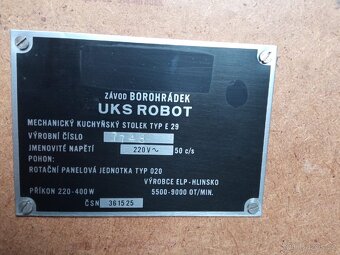 ZÁVOD BOROHRÁDEK
UKS ROBOT
MECHANICKÝ KUCHYŇSKÝ STOLEK TYP E 29
VÝROBNÍ ČÍSLO 7748
JMENOVITÉ NAPĚTÍ 220V~ 50 c/s
POHON:
ROTAČNÍ PANELOVÁ JEDNOTKA TYP 020
VÝROBCE ELP-HLINSKO
PŘÍKON 220-400W 5500-9000 OT/MIN.
ČSN 361525